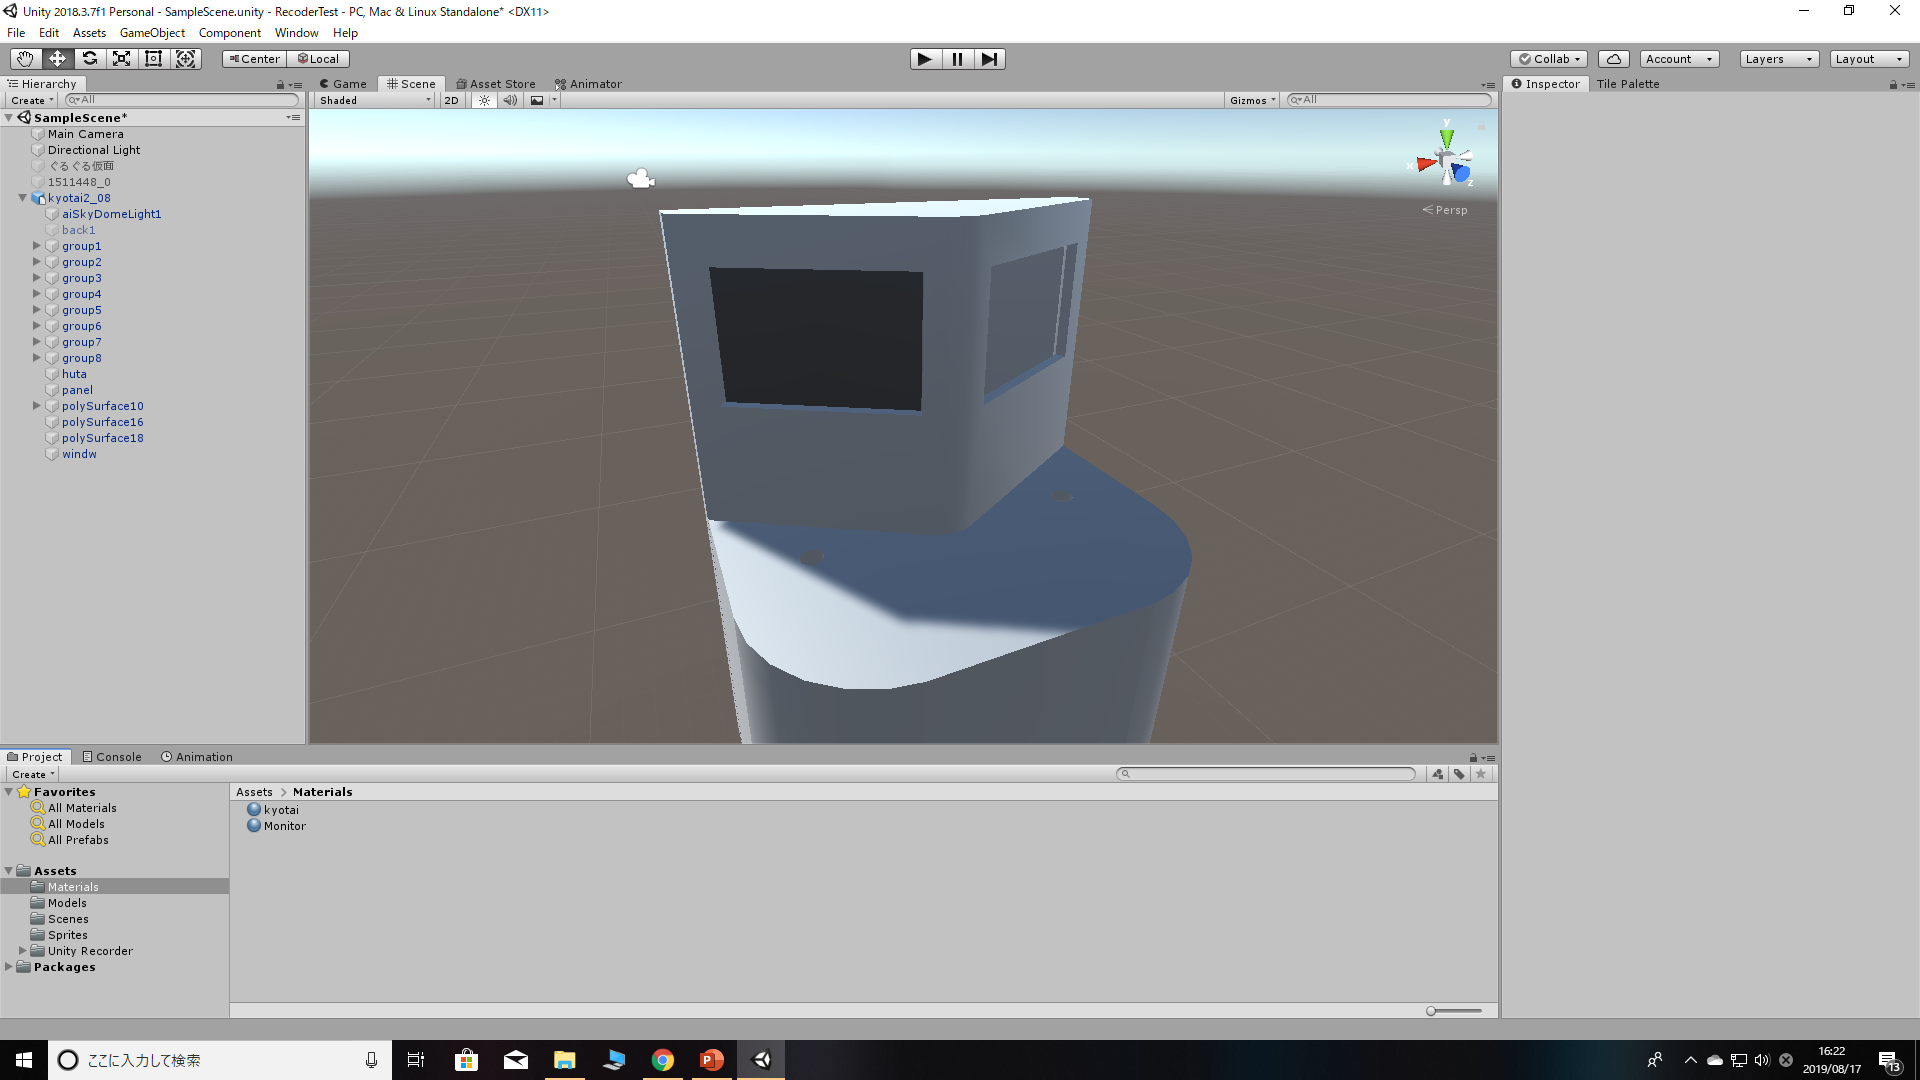 Unity 2018.3.7f1 Personal - SampleScene.unity - RecoderTest - PC, Mac & Linux Standalone* <DX11>
File Edit Assets GameObject Component Window Help
Center Local Collab Account Layers Layout
Hierarchy
Create All
SampleScene*
Main Camera
Directional Light
ぐるぐる仮面
1511448_0
kyotai2_08
aiSkyDomeLight1
back1
group1
group2
group3
group4
group5
group6
group7
group8
huta
panel
polySurface10
polySurface16
polySurface18
windw
Game Scene Asset Store Animator
Shaded 2D Gizmos All
y
x
z
Persp
Inspector Tile Palette
Project Console Animation
Create
Favorites
All Materials
All Models
All Prefabs
Assets
Materials
Models
Scenes
Sprites
Unity Recorder
Packages
Assets > Materials
kyotai
Monitor
ここに入力して検索
16:22
2019/08/17
13